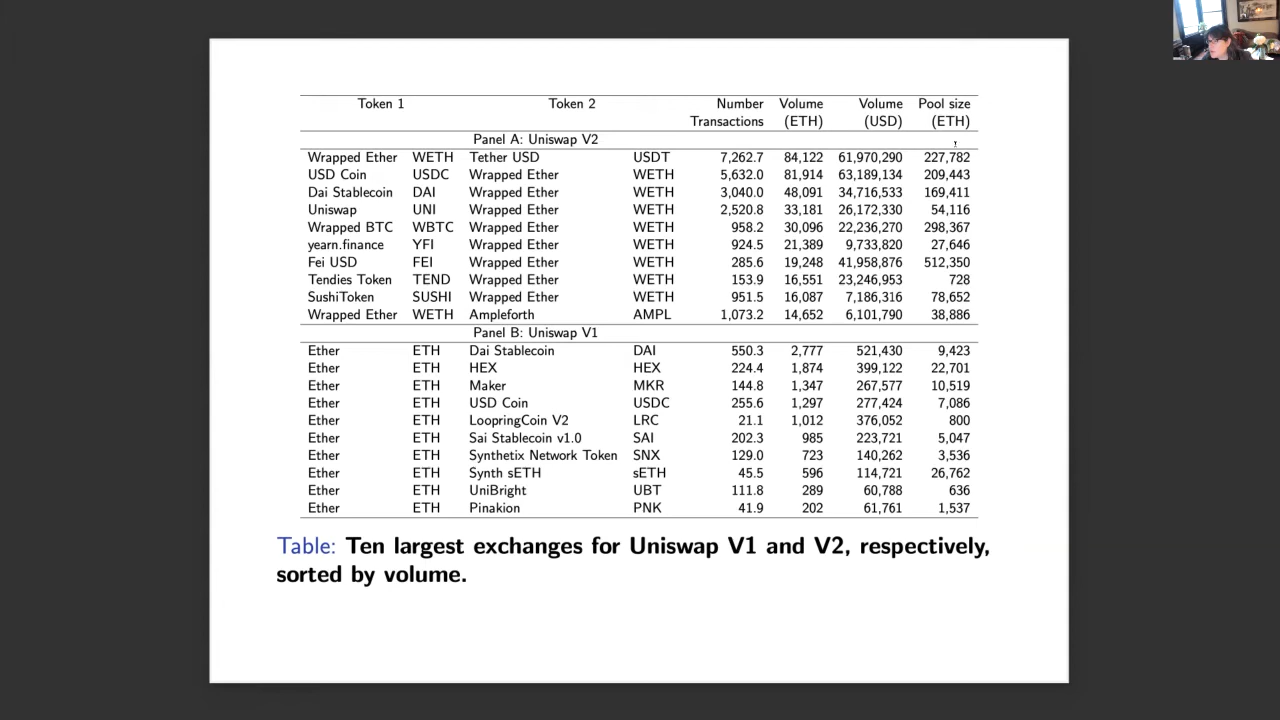 Token 1 Token 2 Number Volume Volume Pool size
Transactions (ETH) (USD) (ETH)
Panel A: Uniswap V2
Wrapped Ether WETH Tether USD USDT 7,262.7 84,122 61,970,290 227,782
USD Coin USDC Wrapped Ether WETH 5,632.0 81,914 63,189,134 209,443
Dai Stablecoin DAI Wrapped Ether WETH 3,040.0 48,091 34,716,533 169,411
Uniswap UNI Wrapped Ether WETH 2,520.8 33,181 26,172,330 54,116
Wrapped BTC WBTC Wrapped Ether WETH 958.2 30,096 22,236,270 298,367
yearn.finance YFI Wrapped Ether WETH 924.5 21,389 9,733,820 27,646
Fei USD FEI Wrapped Ether WETH 285.6 19,248 41,958,876 512,350
Tendies Token TEND Wrapped Ether WETH 153.9 16,551 23,246,953 728
SushiToken SUSHI Wrapped Ether WETH 951.5 16,087 7,186,316 78,652
Wrapped Ether WETH Ampleforth AMPL 1,073.2 14,652 6,101,790 38,886
Panel B: Uniswap V1
Ether ETH Dai Stablecoin DAI 550.3 2,777 521,430 9,423
Ether ETH HEX HEX 224.4 1,874 399,122 22,701
Ether ETH Maker MKR 144.8 1,347 267,577 10,519
Ether ETH USD Coin USDC 255.6 1,297 277,424 7,086
Ether ETH LoopringCoin V2 LRC 21.1 1,012 376,052 800
Ether ETH Sai Stablecoin v1.0 SAI 202.3 985 223,721 5,047
Ether ETH Synthetix Network Token SNX 129.0 723 140,262 3,536
Ether ETH Synth sETH sETH 45.5 596 114,721 26,762
Ether ETH UniBright UBT 111.8 289 60,788 636
Ether ETH Pinakion PNK 41.9 202 61,761 1,537
Table: Ten largest exchanges for Uniswap V1 and V2, respectively,
sorted by volume.